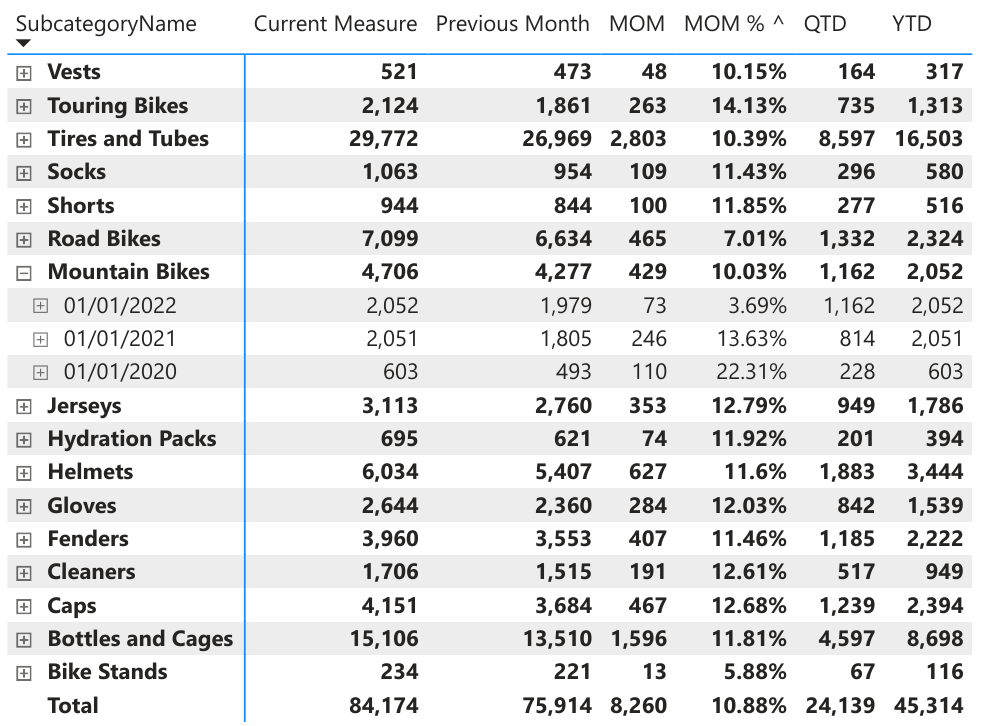 SubcategoryName Current Measure Previous Month MOM MOM % ^ QTD YTD
Vests 521 473 48 10.15% 164 317
Touring Bikes 2,124 1,861 263 14.13% 735 1,313
Tires and Tubes 29,772 26,969 2,803 10.39% 8,597 16,503
Socks 1,063 954 109 11.43% 296 580
Shorts 944 844 100 11.85% 277 516
Road Bikes 7,099 6,634 465 7.01% 1,332 2,324
Mountain Bikes 4,706 4,277 429 10.03% 1,162 2,052
01/01/2022 2,052 1,979 73 3.69% 1,162 2,052
01/01/2021 2,051 1,805 246 13.63% 814 2,051
01/01/2020 603 493 110 22.31% 228 603
Jerseys 3,113 2,760 353 12.79% 949 1,786
Hydration Packs 695 621 74 11.92% 201 394
Helmets 6,034 5,407 627 11.6% 1,883 3,444
Gloves 2,644 2,360 284 12.03% 842 1,539
Fenders 3,960 3,553 407 11.46% 1,185 2,222
Cleaners 1,706 1,515 191 12.61% 517 949
Caps 4,151 3,684 467 12.68% 1,239 2,394
Bottles and Cages 15,106 13,510 1,596 11.81% 4,597 8,698
Bike Stands 234 221 13 5.88% 67 116
Total 84,174 75,914 8,260 10.88% 24,139 45,314